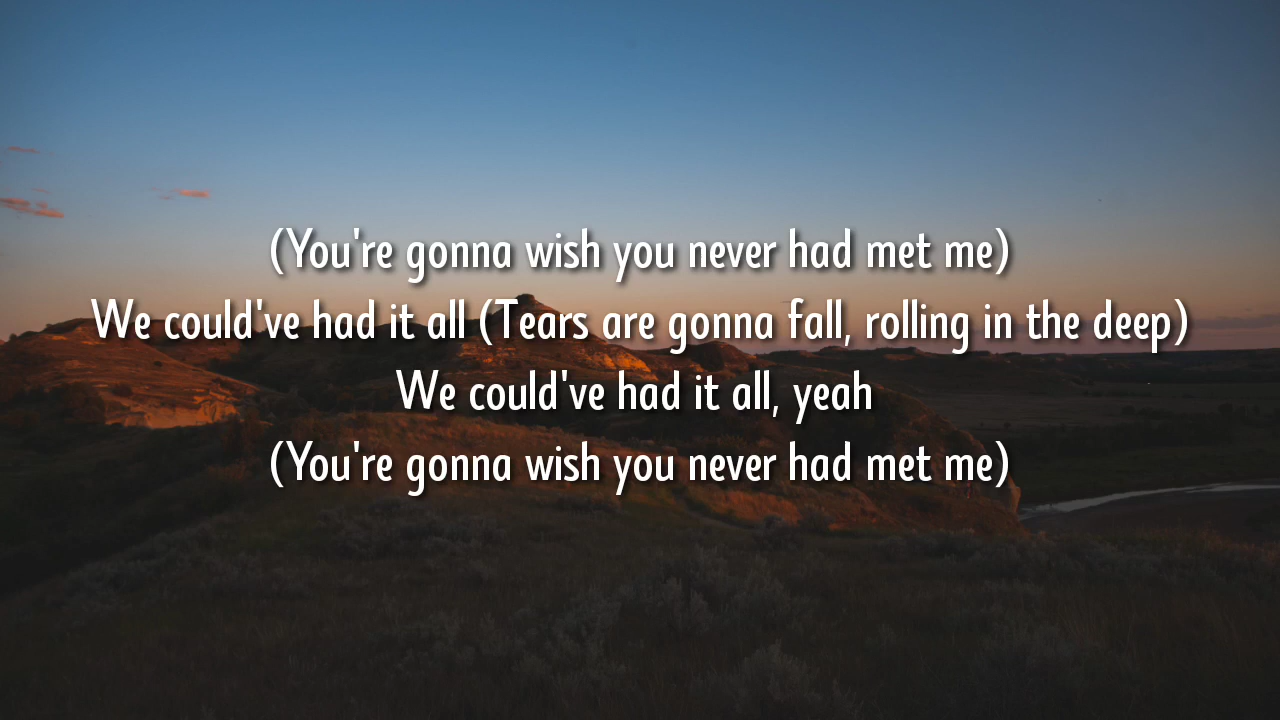 (You're gonna wish you never had met me)
We could've had it all (Tears are gonna fall, rolling in the deep)
We could've had it all, yeah
(You're gonna wish you never had met me)